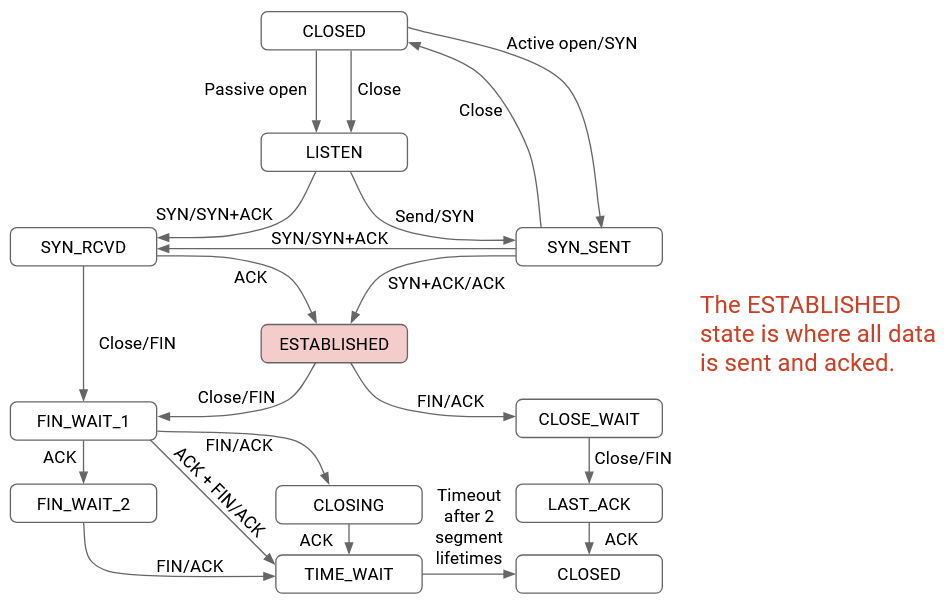 CLOSED
Active open/SYN
Passive open
Close
Close
LISTEN
SYN/SYN+ACK
Send/SYN
SYN_RCVD
SYN/SYN+ACK
SYN_SENT
ACK
SYN+ACK/ACK
The ESTABLISHED
state is where all data
is sent and acked.
ESTABLISHED
Close/FIN
Close/FIN
FIN/ACK
FIN_WAIT_1
CLOSE_WAIT
FIN/ACK
ACK
ACK + FIN/ACK
Close/FIN
FIN_WAIT_2
CLOSING
Timeout
after 2
segment
lifetimes
LAST_ACK
ACK
ACK
FIN/ACK
TIME_WAIT
CLOSED